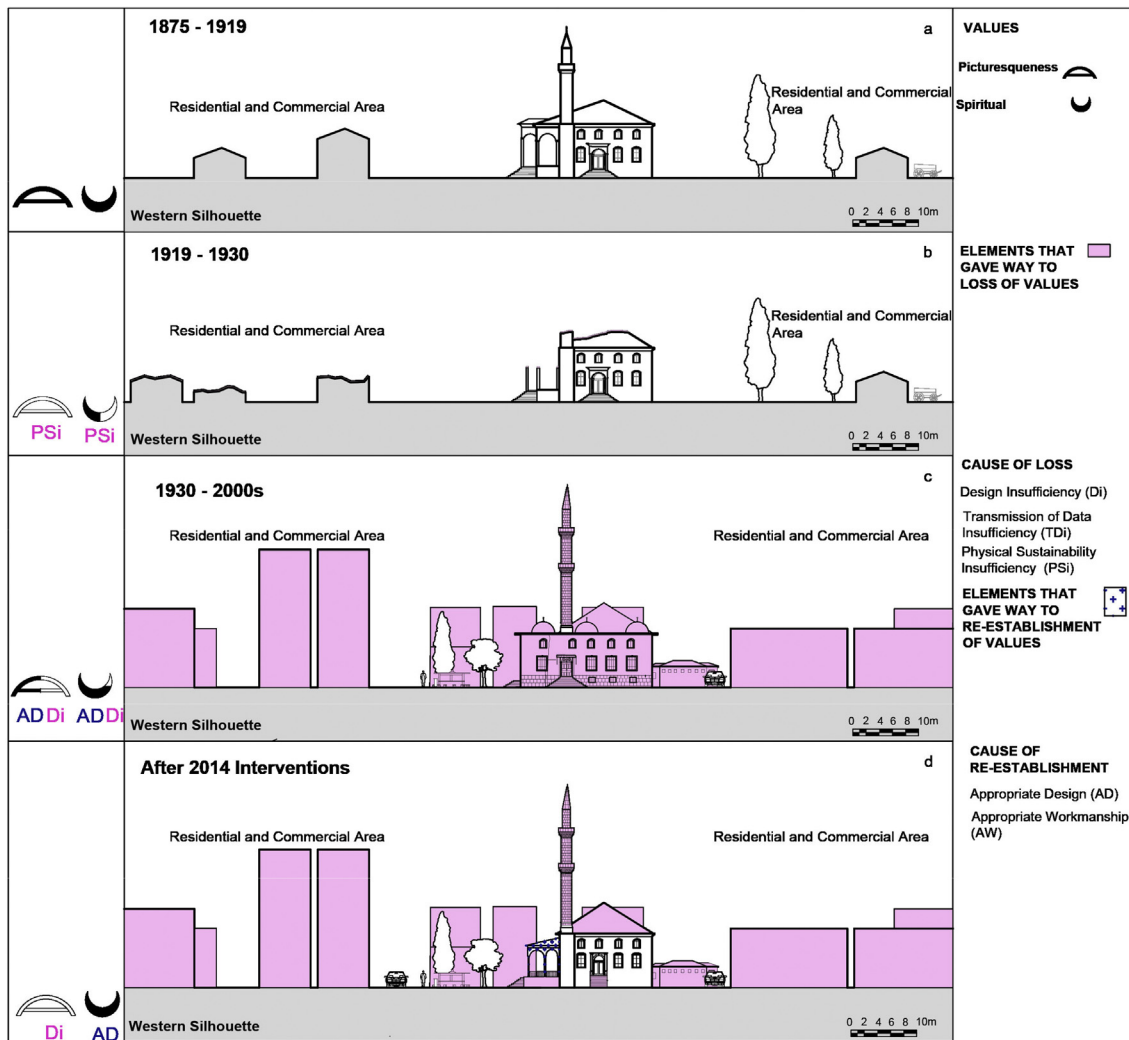 1875 - 1919
a
Residential and Commercial Area
Residential and Commercial
Area
Western Silhouette
0 2 4 6 8 10m
VALUES
Picturesqueness
Spiritual
1919 - 1930
b
Residential and Commercial Area
Residential and Commercial
Area
PSi PSi
Western Silhouette
0 2 4 6 8 10m
ELEMENTS THAT
GAVE WAY TO
LOSS OF VALUES
1930 - 2000s
c
Residential and Commercial Area
Residential and Commercial Area
AD Di AD Di
Western Silhouette
0 2 4 6 8 10m
CAUSE OF LOSS
Design Insufficiency (Di)
Transmission of Data
Insufficiency (TDi)
Physical Sustainability
Insufficiency (PSi)
ELEMENTS THAT
GAVE WAY TO
RE-ESTABLISHMENT
OF VALUES
After 2014 Interventions
d
Residential and Commercial Area
Residential and Commercial Area
Di AD
Western Silhouette
0 2 4 6 8 10m
CAUSE OF
RE-ESTABLISHMENT
Appropriate Design (AD)
Appropriate Workmanship
(AW)